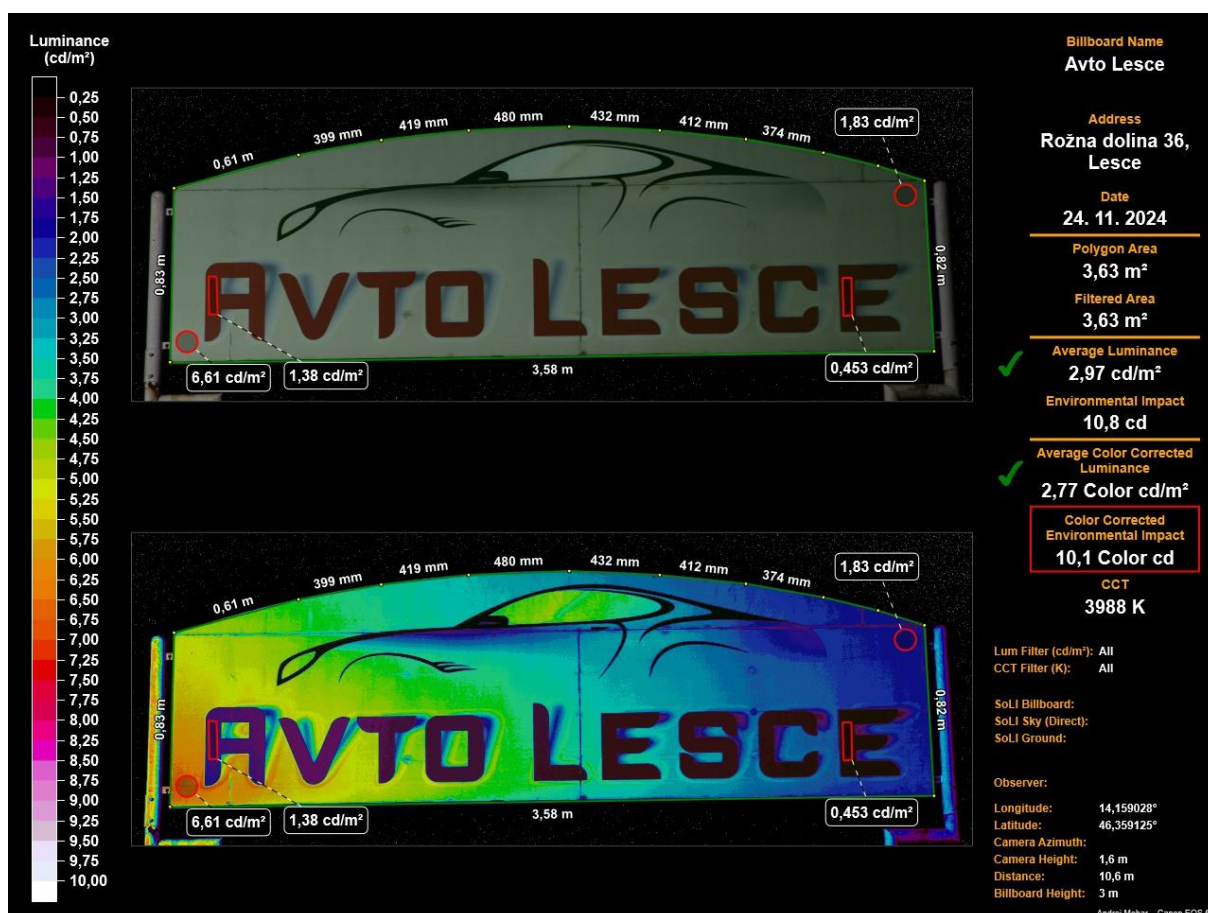 Luminance
(cd/m²)
0,25
0,50
0,75
1,00
1,25
1,50
1,75
2,00
2,50
2,75
3,00
3,25
3,50
3,75
4,00
4,25
4,50
4,75
5,00
5,25
5,50
5,75
6,00
6,25
6,50
6,75
7,00
7,25
7,50
7,75
8,00
8,25
8,50
8,75
9,00
9,25
9,50
9,75
10,00
0,61 m
399 mm
419 mm
480 mm
432 mm
412 mm
374 mm
1,83 cd/m²
0,83 m
AVTO LESCE
0,82 m
6,61 cd/m²
1,38 cd/m²
3,58 m
0,453 cd/m²
0,61 m
399 mm
419 mm
480 mm
432 mm
412 mm
374 mm
1,83 cd/m²
0,83 m
AVTO LESCE
0,82 m
6,61 cd/m²
1,38 cd/m²
3,58 m
0,453 cd/m²
Billboard Name
Avto Lesce
Address
Rožna dolina 36,
Lesce
Date
24. 11. 2024
Polygon Area
3,63 m²
Filtered Area
3,63 m²
Average Luminance
2,97 cd/m²
Environmental Impact
10,8 cd
Average Color Corrected
Luminance
2,77 Color cd/m²
Color Corrected
Environmental Impact
10,1 Color cd
CCT
3988 K
Lum Filter (cd/m²): All
CCT Filter (K): All
SoLI Billboard:
SoLI Sky (Direct):
SoLI Ground:
Observer:
Longitude: 14,159028°
Latitude: 46,359125°
Camera Azimuth:
Camera Height: 1,6 m
Distance: 10,6 m
Billboard Height: 3 m